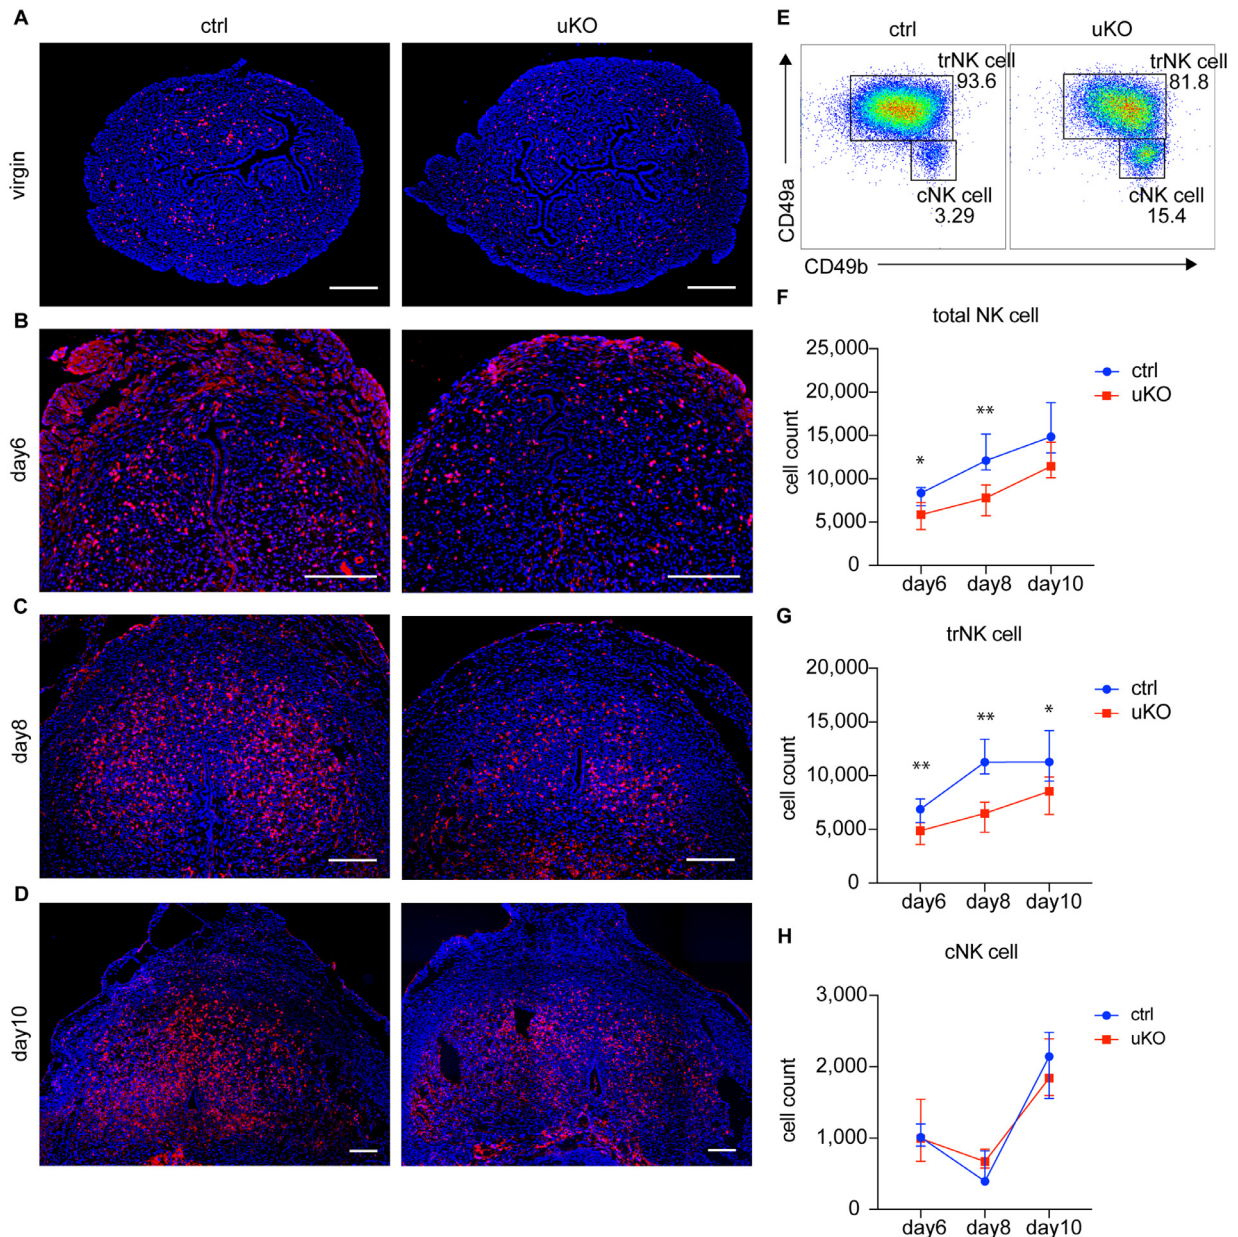 A
ctrl
uKO
virgin
B
day6
C
day8
D
day10
E
ctrl
uKO
trNK cell
93.6
cNK cell
3.29
trNK cell
81.8
cNK cell
15.4
CD49a
CD49b
F
total NK cell
25,000
20,000
15,000
10,000
5,000
0
cell count
*
**
day6 day8 day10
ctrl
uKO
G
trNK cell
20,000
15,000
10,000
5,000
0
cell count
**
**
*
day6 day8 day10
ctrl
uKO
H
cNK cell
3,000
2,000
1,000
0
cell count
day6 day8 day10
ctrl
uKO